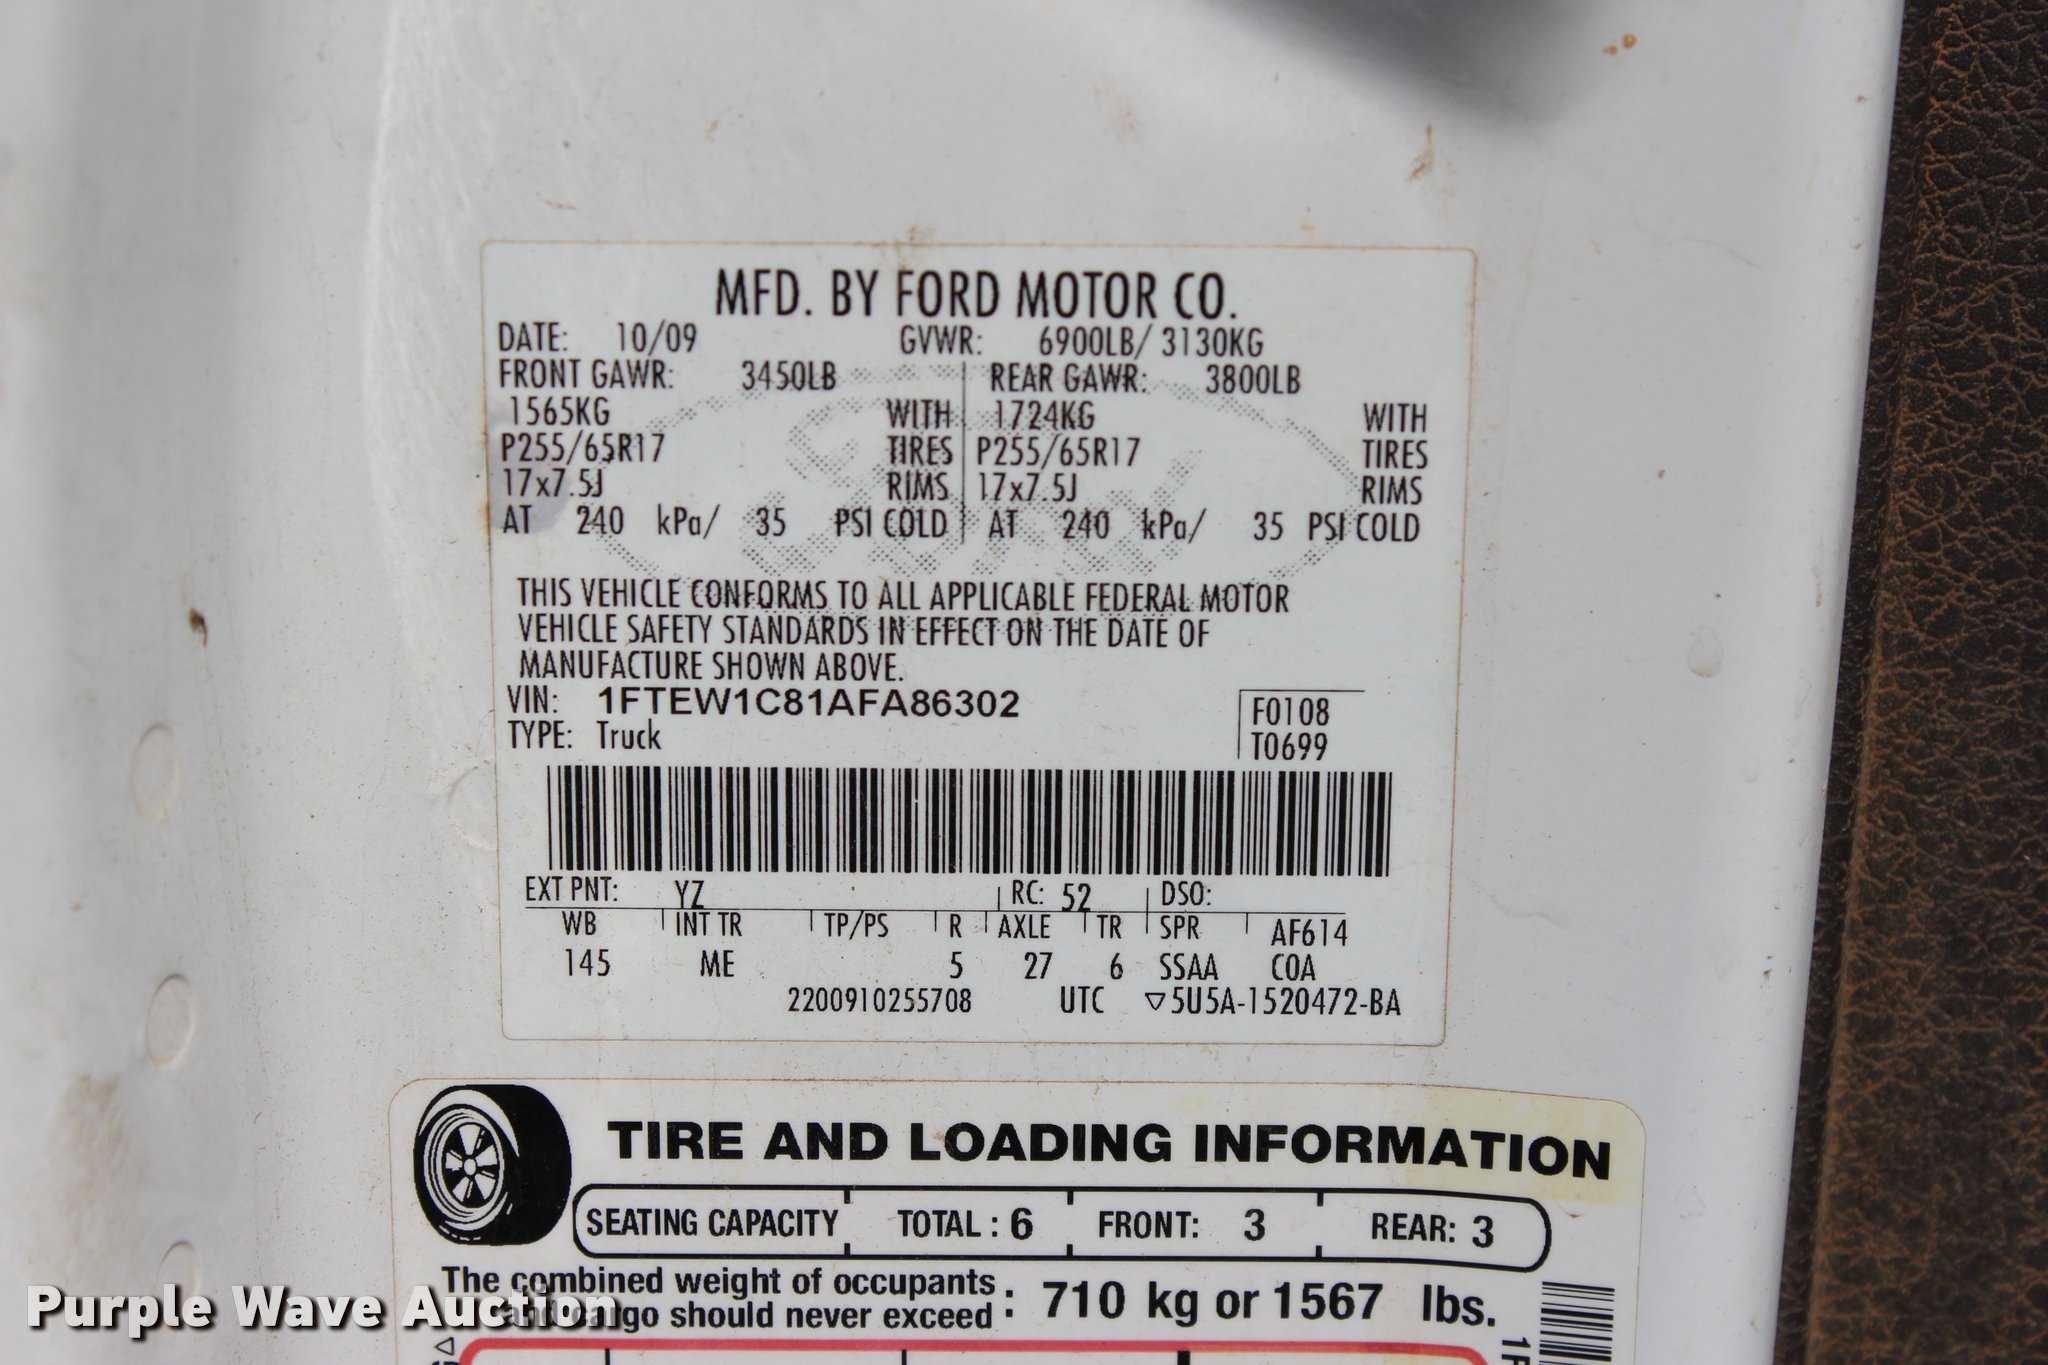 MFD. BY FORD MOTOR CO.
DATE: 10/09 GVWR: 6900LB/ 3130KG
FRONT GAWR: 3450LB REAR GAWR: 3800LB
1565KG WITH 1724KG WITH
P255/65R17 TIRES P255/65R17 TIRES
17x7.5J RIMS 17x7.5J RIMS
AT 240 kPa/ 35 PSI COLD AT 240 kPa/ 35 PSI COLD
THIS VEHICLE CONFORMS TO ALL APPLICABLE FEDERAL MOTOR
VEHICLE SAFETY STANDARDS IN EFFECT ON THE DATE OF
MANUFACTURE SHOWN ABOVE.
VIN: 1FTEW1C81AFA86302 F0108
TYPE: Truck T0699
EXT PNT: YZ RC: 52 DSO:
WB INT TR TP/PS R AXLE TR SPR AF614
145 ME 5 27 6 SSAA COA
2200910255708 UTC ▽5U5A-1520472-BA
TIRE AND LOADING INFORMATION
SEATING CAPACITY TOTAL : 6 FRONT: 3 REAR: 3
The combined weight of occupants
and cargo should never exceed : 710 kg or 1567 lbs.
Purple Wave Auction